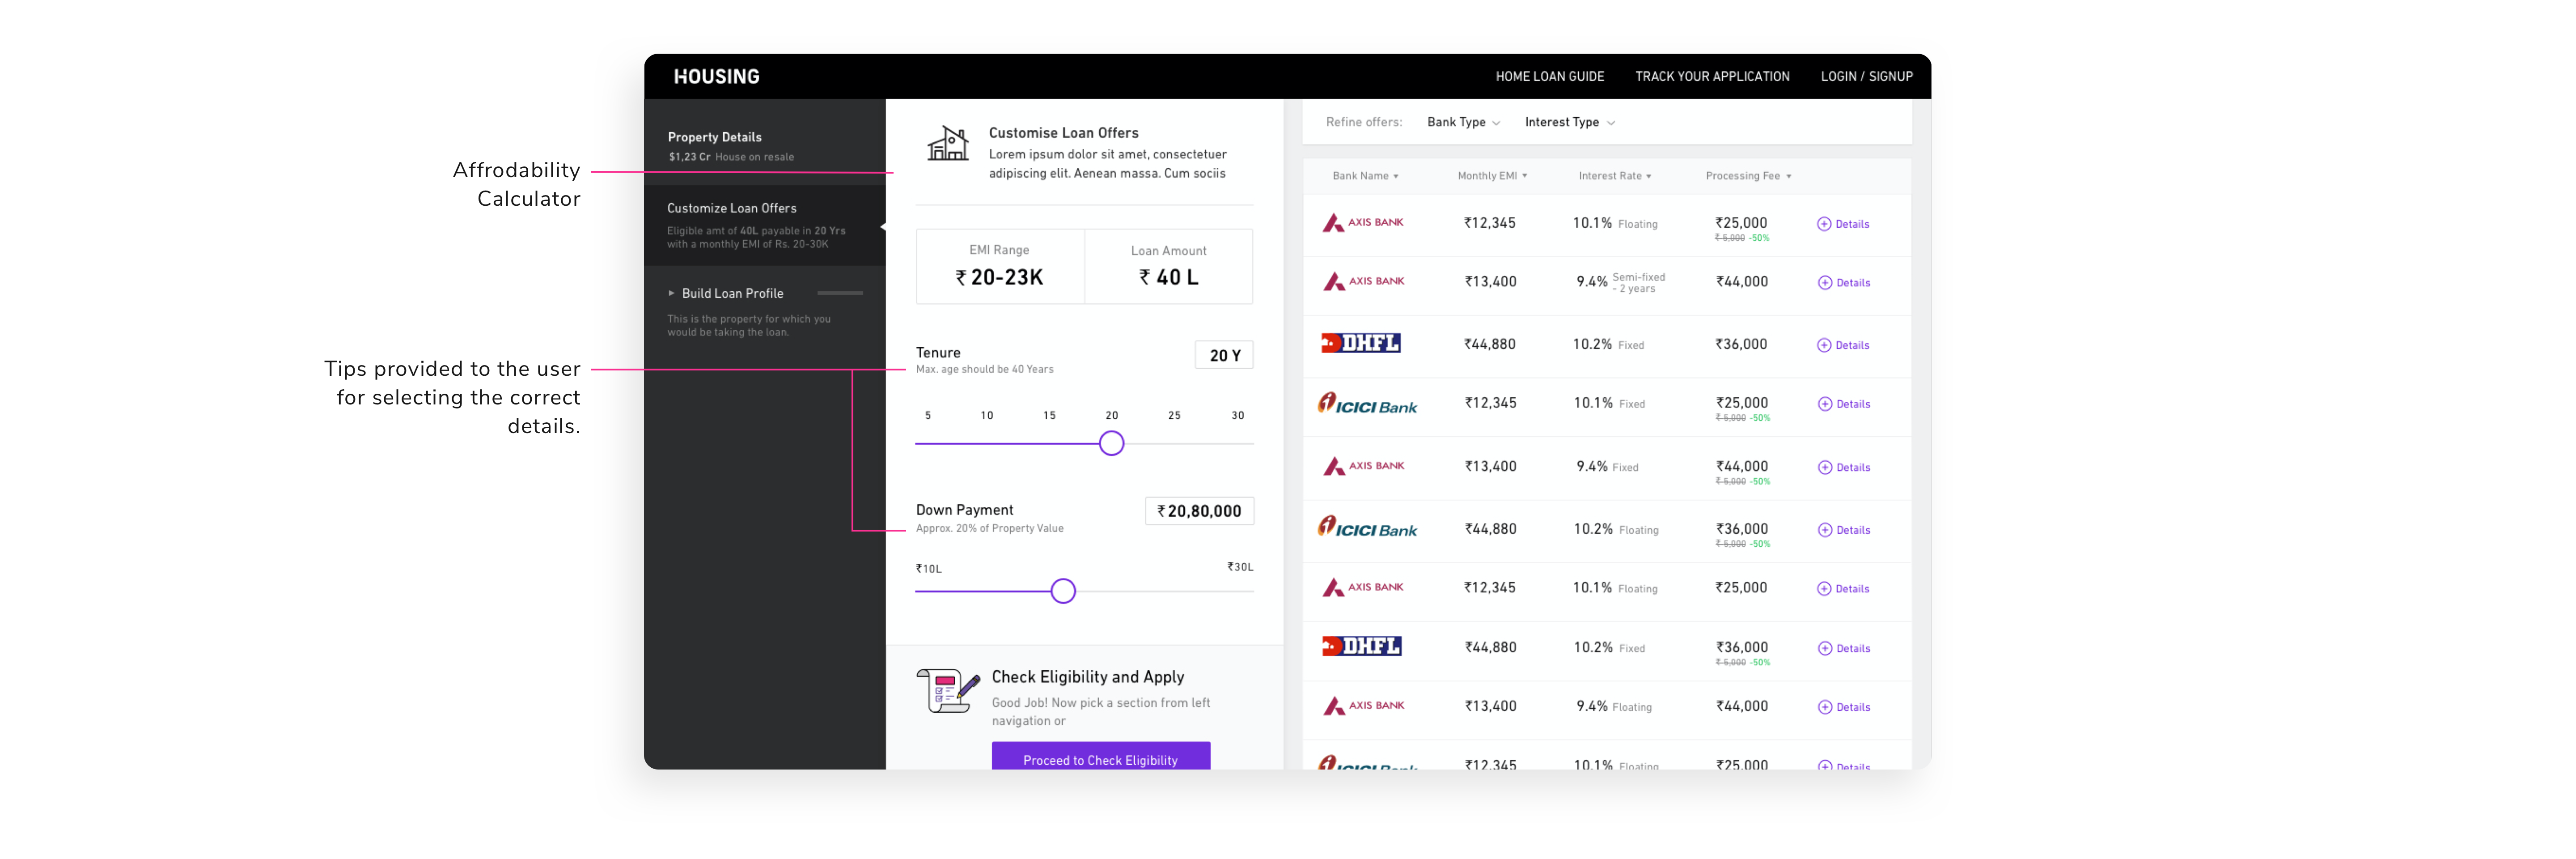 HOUSING
HOME LOAN GUIDE
TRACK YOUR APPLICATION
LOGIN / SIGNUP
Affrodability
Calculator
Tips provided to the user
for selecting the correct
details.
Property Details
$1,23 Cr House on resale
Customize Loan Offers
Eligible amt of 40L payable in 20 Yrs
with a monthly EMI of Rs. 20-30K
Build Loan Profile
This is the property for which you
would be taking the loan.
Customise Loan Offers
Lorem ipsum dolor sit amet, consectetuer
adipiscing elit. Aenean massa. Cum sociis
EMI Range
₹ 20-23K
Loan Amount
₹ 40 L
Tenure
20 Y
Max. age should be 40 Years
5 10 15 20 25 30
Down Payment
₹ 20,80,000
Approx. 20% of Property Value
₹10L ₹30L
Check Eligibility and Apply
Good Job! Now pick a section from left
navigation or
Proceed to Check Eligibility
Refine offers: Bank Type Interest Type
Bank Name Monthly EMI Interest Rate Processing Fee
AXIS BANK ₹12,345 10.1% Floating ₹25,000 Details
₹ 5,000 -50%
AXIS BANK ₹13,400 9.4% Semi-fixed - 2 years ₹44,000 Details
DHFL ₹44,880 10.2% Fixed ₹36,000 Details
ICICI Bank ₹12,345 10.1% Fixed ₹25,000 Details
₹ 5,000 -50%
AXIS BANK ₹13,400 9.4% Fixed ₹44,000 Details
₹ 5,000 -50%
ICICI Bank ₹44,880 10.2% Floating ₹36,000 Details
₹ 5,000 -50%
AXIS BANK ₹12,345 10.1% Floating ₹25,000 Details
DHFL ₹44,880 10.2% Fixed ₹36,000 Details
₹ 5,000 -50%
AXIS BANK ₹13,400 9.4% Floating ₹44,000 Details
ICICI Bank ₹12,345 10.1% Floating ₹25,000 Details